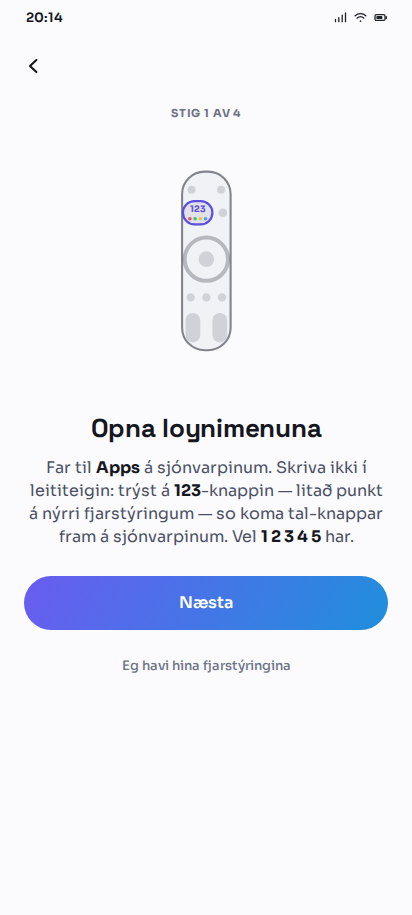 20:14
STIG 1 AV 4
123
Opna loynimenuna
Far til Apps á sjónvarpinum. Skriva ikki í
leititeigin: trýst á 123-knappin — litað punkt
á nýrri fjarstýringum — so koma tal-knappar
fram á sjónvarpinum. Vel 1 2 3 4 5 har.
Næsta
Eg havi hina fjarstýringina